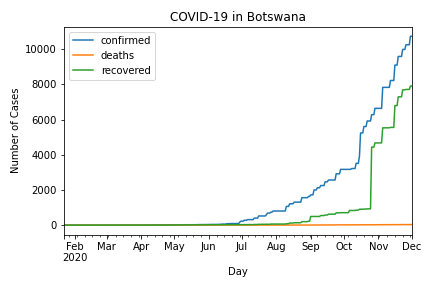 COVID-19 in Botswana
confirmed
deaths
recovered
Number of Cases
10000
8000
6000
4000
2000
0
Feb Mar Apr May Jun Jul Aug Sep Oct Nov Dec
2020
Day